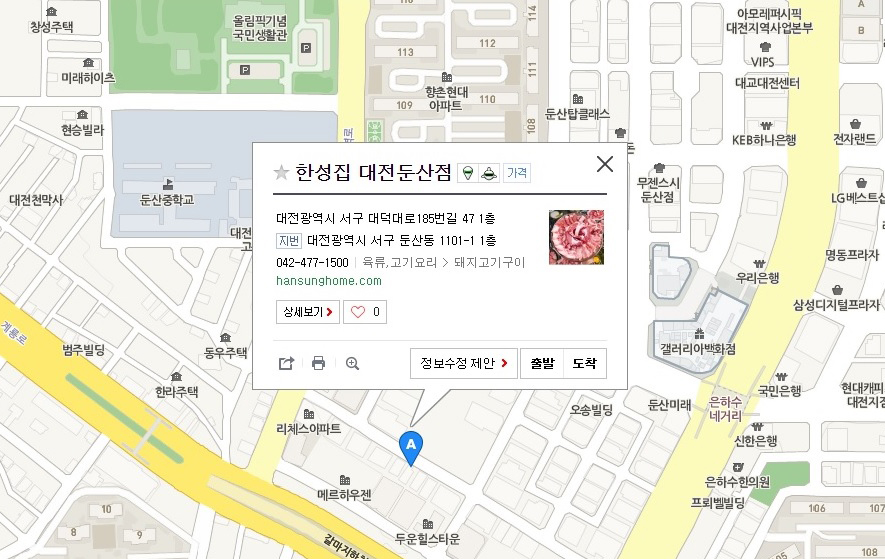 창성주택
미래하이츠
현승빌라
올림픽기념
국민생활관
P
P
113
112
114
111
향촌현대
아파트
109
110
108
둔산탑클래스
아모레퍼시픽
대전지역사업본부
VIPS
대교대전센터
KEB하나은행
A
B
전자랜드
무젠스시
둔산점
LG베스트샵
명동프라자
우리은행
삼성디지털프라자
갤러리아백화점
대전천막사
둔산중학교
한성집 대전둔산점
가격
대전광역시 서구 대덕대로185번길 47 1층
지번 대전광역시 서구 둔산동 1101-1 1층
042-477-1500 육류,고기요리 > 돼지고기구이
hansunghome.com
상세보기
0
정보수정 제안
출발
도착
계룡로
범주빌딩
동우주택
한라주택
리체스아파트
A
메르히우젠
두운힐스타운
오송빌딩
둔산미래
은하수
네거리
국민은행
신한은행
은하수한의원
프뢰벨빌딩
현대캐피
대전지점
10
8
9
106
107
108
갈마지하